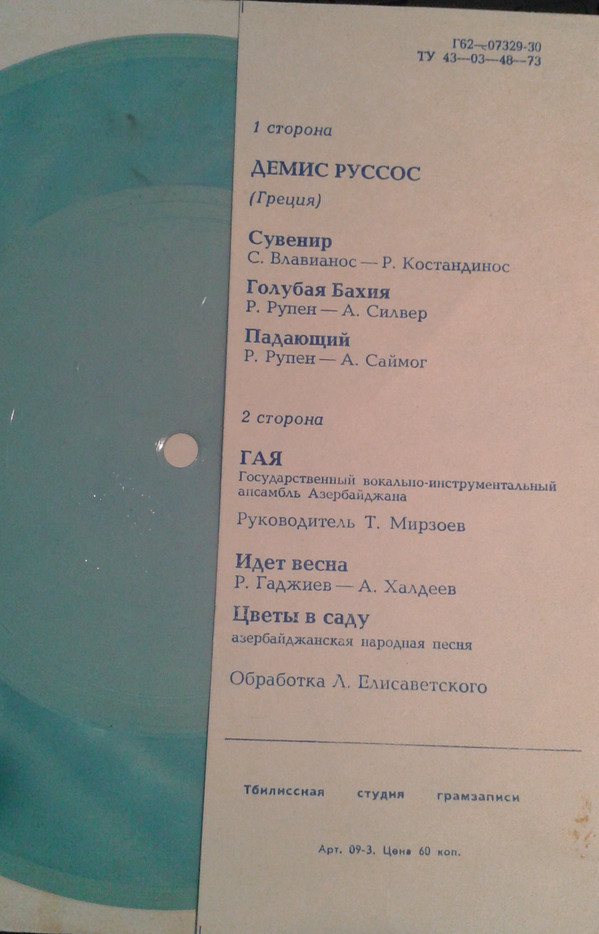 Г62—07329-30
ТУ 43—03—48—73
1 сторона
ДЕМИС РУССОС
(Греция)
Сувенир
С. Влавианос — Р. Костандинос
Голубая Бахия
Р. Рупен — А. Силвер
Падающий
Р. Рупен — А. Саймог
2 сторона
ГАЯ
Государственный вокально-инструментальный
ансамбль Азербайджана
Руководитель Т. Мирзоев
Идет весна
Р. Гаджиев — А. Халдеев
Цветы в саду
азербайджанская народная песня
Обработка Л. Елисаветского
Тбилисская студия грамзаписи
Арт. 09-3. Цена 60 коп.